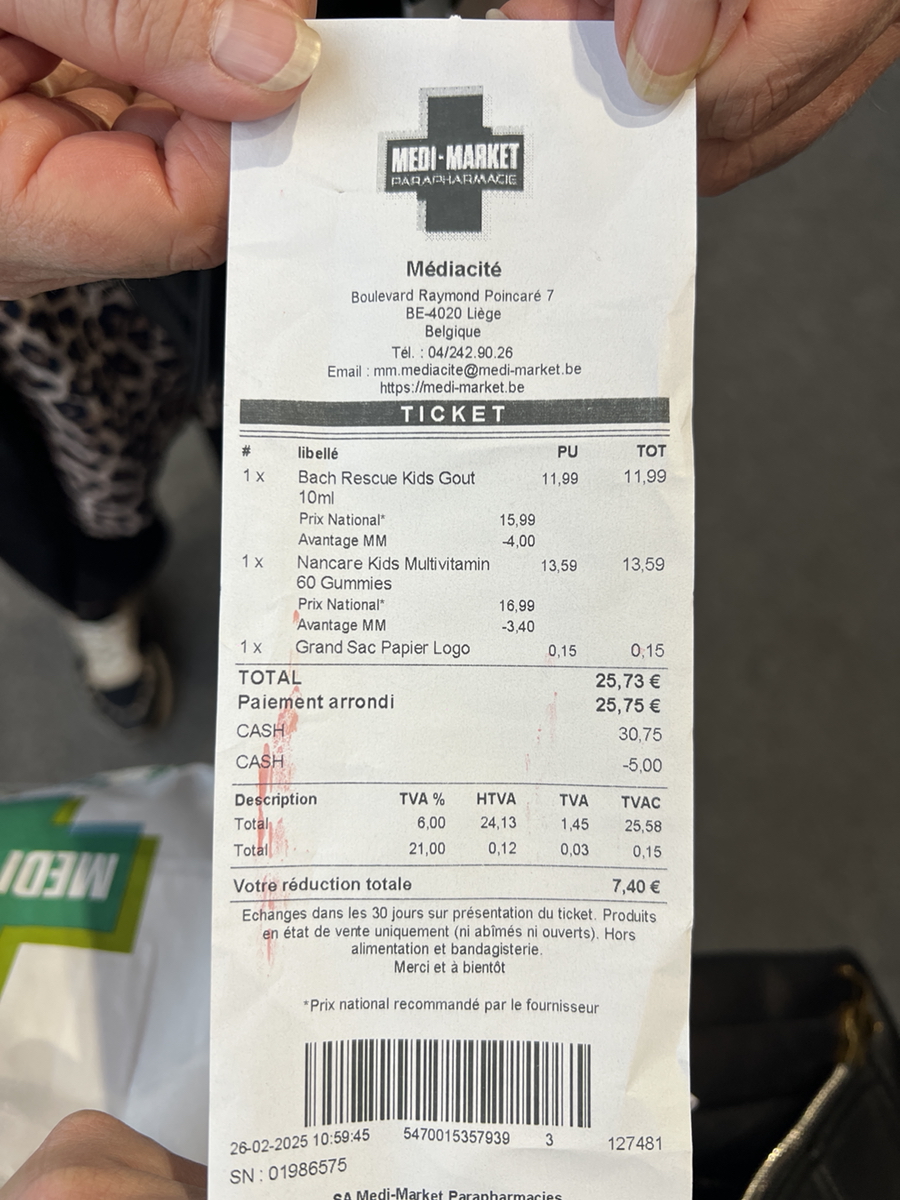 MEDI-MARKET
PARAPHARMACIE
Médiacité
Boulevard Raymond Poincaré 7
BE-4020 Liège
Belgique
Tél. : 04/242.90.26
Email : mm.mediacite@medi-market.be
https://medi-market.be
TICKET
# libellé PU TOT
1 x Bach Rescue Kids Gout 11,99 11,99
10ml
Prix National* 15,99
Avantage MM -4,00
1 x Nancare Kids Multivitamin 13,59 13,59
60 Gummies
Prix National* 16,99
Avantage MM -3,40
1 x Grand Sac Papier Logo 0,15 0,15
TOTAL 25,73 €
Paiement arrondi 25,75 €
CASH 30,75
CASH -5,00
Description TVA % HTVA TVA TVAC
Total 6,00 24,13 1,45 25,58
Total 21,00 0,12 0,03 0,15
Votre réduction totale 7,40 €
Echanges dans les 30 jours sur présentation du ticket. Produits
en état de vente uniquement (ni abîmés ni ouverts). Hors
alimentation et bandagisterie.
Merci et à bientôt
*Prix national recommandé par le fournisseur
26-02-2025 10:59:45 5470015357939 3 127481
SN : 01986575
SA Medi-Market Parapharmacies
MEDI